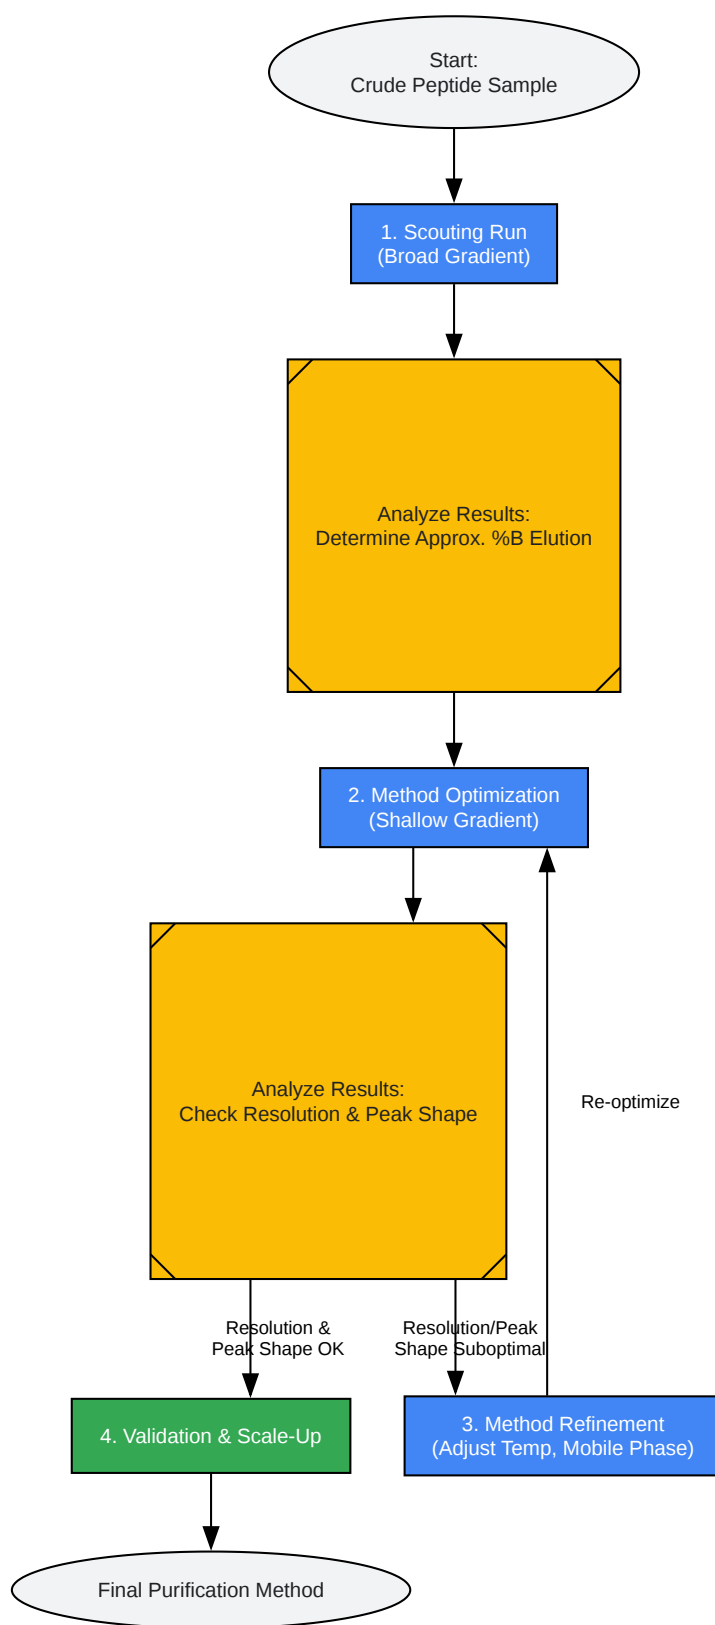 Start:
Crude Peptide Sample
1. Scouting Run
(Broad Gradient)
Analyze Results:
Determine Approx. %B Elution
2. Method Optimization
(Shallow Gradient)
Analyze Results:
Check Resolution & Peak Shape
Re-optimize
Resolution &
Peak Shape OK
Resolution/Peak
Shape Suboptimal
4. Validation & Scale-Up
3. Method Refinement
(Adjust Temp, Mobile Phase)
Final Purification Method